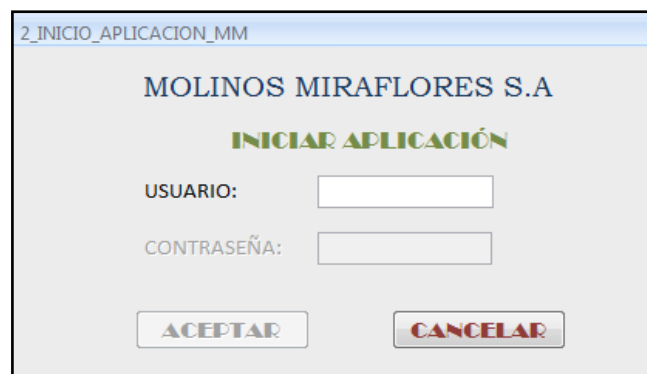 2_INICIO_APLICACION_MM
MOLINOS MIRAFLORES S.A
INICIAR APLICACIÓN
USUARIO:
CONTRASEÑA:
ACEPTAR CANCELAR